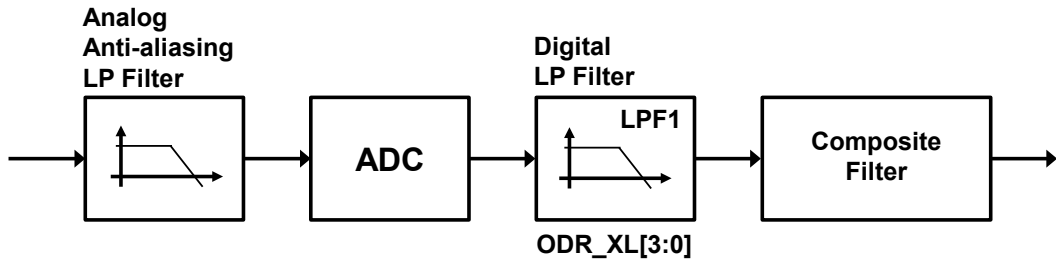 Analog
Anti-aliasing
LP Filter
ADC
Digital
LP Filter
LPF1
ODR_XL[3:0]
Composite
Filter